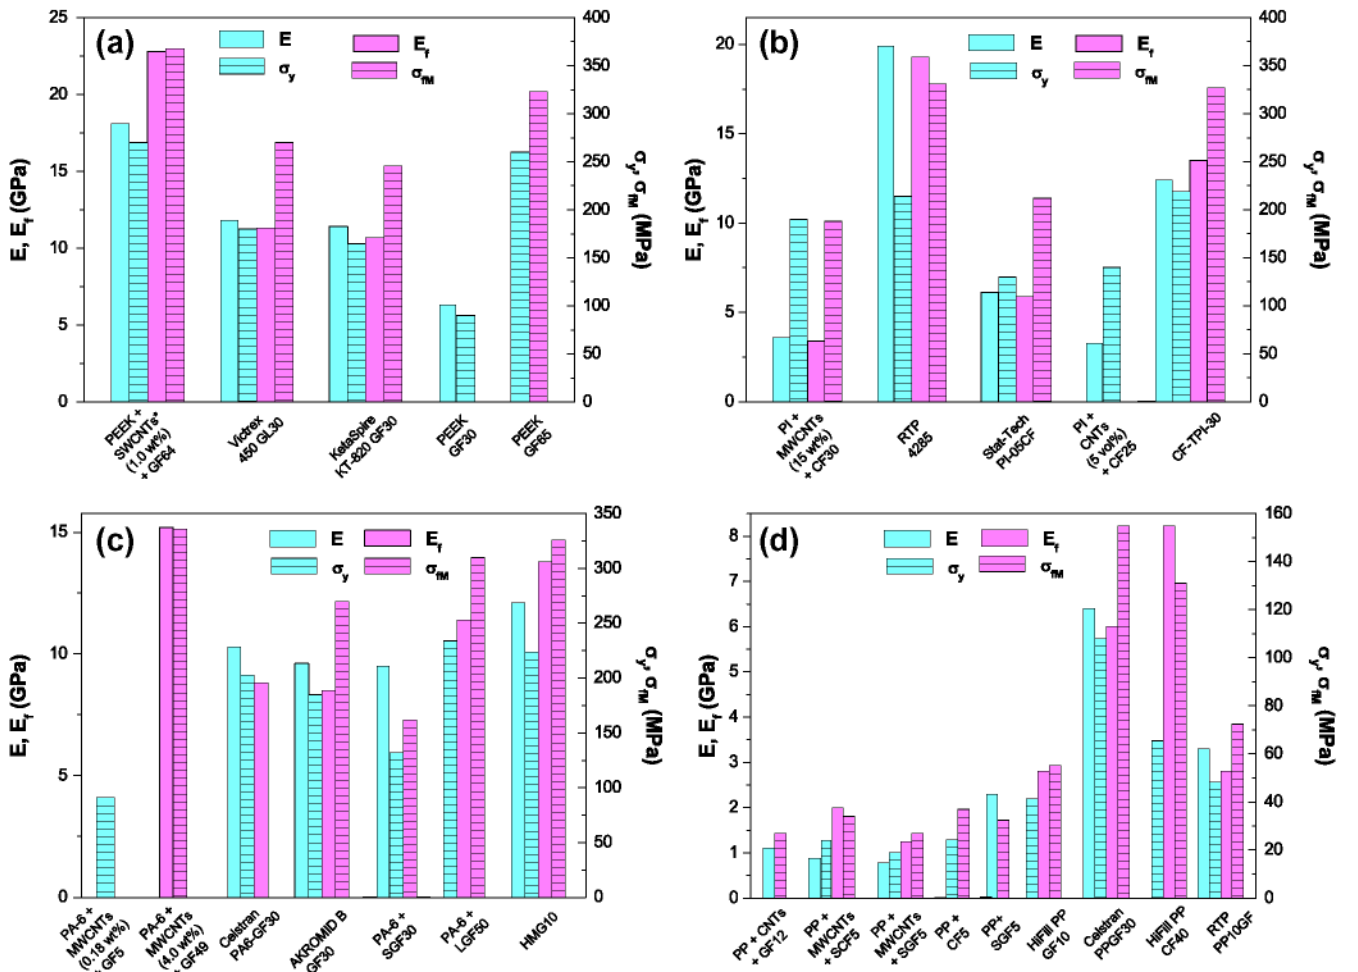 (a)
E
E_f
σ_y
σ_fM
E, E_f (GPa)
25
20
15
10
5
0
400
350
300
250
200
150
100
50
0
σ_y, σ_fM (MPa)
PEEK +
SWCNTs*
(1.0 wt%)
+ GF64
Victrex
450 GL30
KetaSpire
KT-820 GF30
PEEK
GF30
PEEK
GF65
(b)
E
E_f
σ_y
σ_fM
E, E_f (GPa)
20
15
10
5
0
400
350
300
250
200
150
100
50
0
σ_y, σ_fM (MPa)
PI +
MWCNTs
(15 wt%)
+ CF30
RTP
4285
Stat-Tech
PI-05CF
PI +
CNTs
(5 vol%)
+ CF25
CF-TPI-30
(c)
E
E_f
σ_y
σ_fM
E, E_f (GPa)
15
10
5
0
350
300
250
200
150
100
50
0
σ_y, σ_fM (MPa)
PA-6 +
MWCNTs
(0.18 wt%)
+ GF5
PA-6 +
MWCNTs
(4.0 wt%)
+ GF49
Celstran
PA6-GF30
AKROMID B
GF30
PA-6 +
SGF30
PA-6 +
LGF50
HMG10
(d)
E
E_f
σ_y
σ_fM
E, E_f (GPa)
8
7
6
5
4
3
2
1
0
160
140
120
100
80
60
40
20
0
σ_y, σ_fM (MPa)
PP + CNTs
+ GF12
PP +
MWCNTs
+ SCF5
PP +
MWCNTs
+ SGF5
PP +
CF5
PP+
SGF5
HiFill PP
GF10
Celstran
PPGF30
HiFill PP
CF40
RTP
PP10GF